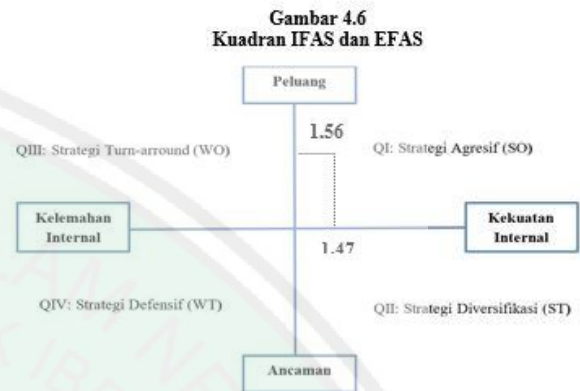 Gambar 4.6
Kuadran IFAS dan EFAS
Peluang
1.56
QIII: Strategi Turn-arround (WO)
QI: Strategi Agresif (SO)
Kelemahan
Internal
Kekuatan
Internal
1.47
QIV: Strategi Defensif (WT)
QII: Strategi Diversifikasi (ST)
Ancaman